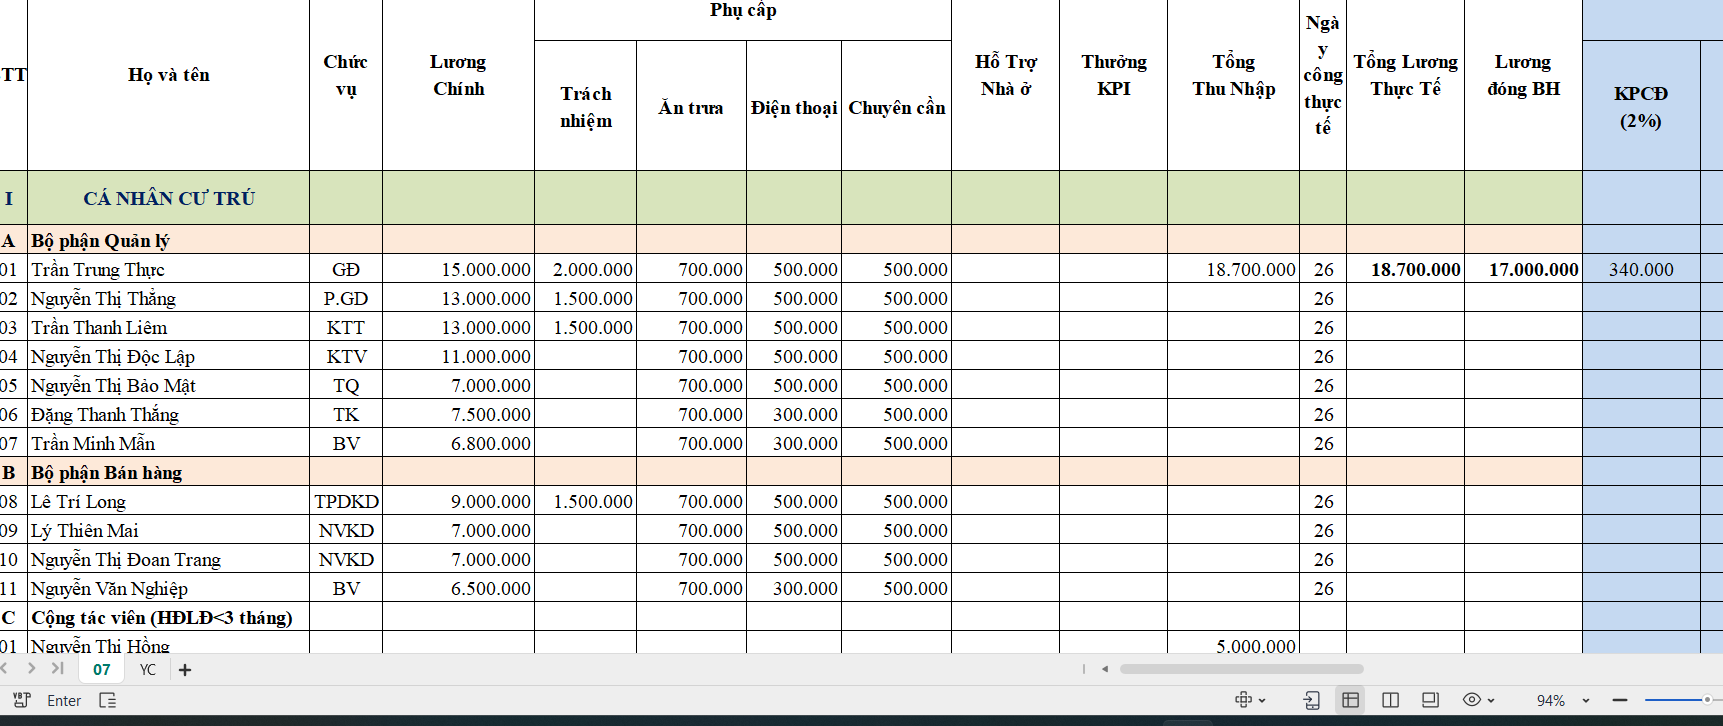 Phụ cấp
TT
Họ và tên
Chức vụ
Lương Chính
Trách nhiệm
Ăn trưa
Điện thoại
Chuyên cần
Hỗ Trợ Nhà ở
Thưởng KPI
Tổng Thu Nhập
Ngày công thực tế
Tổng Lương Thực Tế
Lương đóng BH
KPCĐ (2%)
I CÁ NHÂN CƯ TRÚ
A Bộ phận Quản lý
01 Trần Trung Thực GĐ 15.000.000 2.000.000 700.000 500.000 500.000 18.700.000 26 18.700.000 17.000.000 340.000
02 Nguyễn Thị Thẳng P.GD 13.000.000 1.500.000 700.000 500.000 500.000 26
03 Trần Thanh Liêm KTT 13.000.000 1.500.000 700.000 500.000 500.000 26
04 Nguyễn Thị Độc Lập KTV 11.000.000 700.000 500.000 500.000 26
05 Nguyễn Thị Bảo Mật TQ 7.000.000 700.000 500.000 500.000 26
06 Đặng Thanh Thắng TK 7.500.000 700.000 300.000 500.000 26
07 Trần Minh Mẫn BV 6.800.000 700.000 300.000 500.000 26
B Bộ phận Bán hàng
08 Lê Trí Long TPDKD 9.000.000 1.500.000 700.000 500.000 500.000 26
09 Lý Thiên Mai NVKD 7.000.000 700.000 500.000 500.000 26
10 Nguyễn Thị Đoan Trang NVKD 7.000.000 700.000 500.000 500.000 26
11 Nguyễn Văn Nghiệp BV 6.500.000 700.000 300.000 500.000 26
C Cộng tác viên (HĐLĐ<3 tháng)
01 Nguyễn Thị Hồng 5.000.000
07 YC
Enter 94%